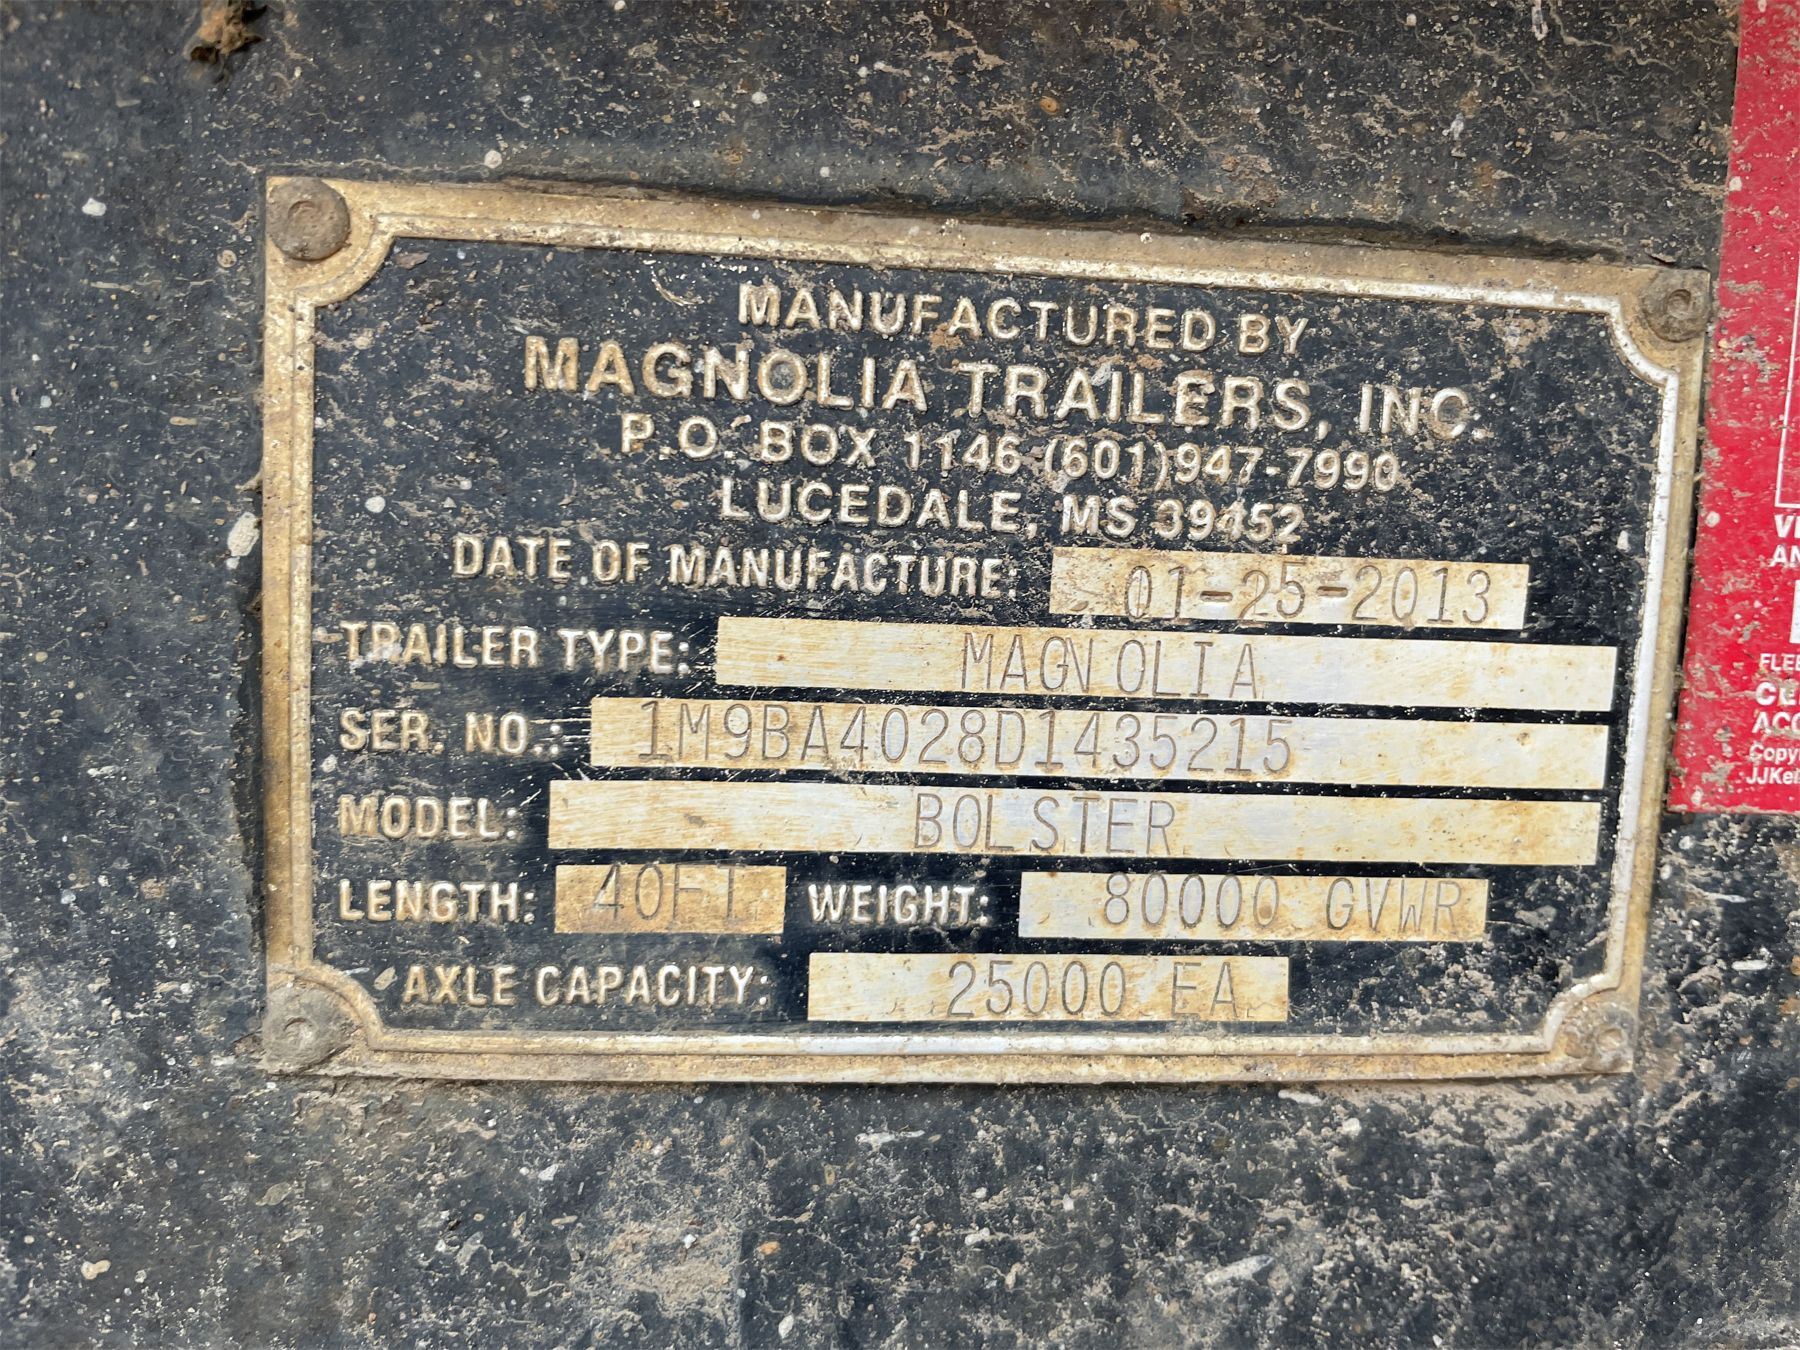 MANUFACTURED BY
MAGNOLIA TRAILERS, INC.
P.O. BOX 1146 (601)947-7990
LUCEDALE, MS 39452
DATE OF MANUFACTURE: 01-25-2013
TRAILER TYPE: MAGNOLIA
SER. NO.: 1M9BA4028D1435215
MODEL: BOLSTER
LENGTH: 40FT WEIGHT: 80000 GVWR
AXLE CAPACITY: 25000 EA